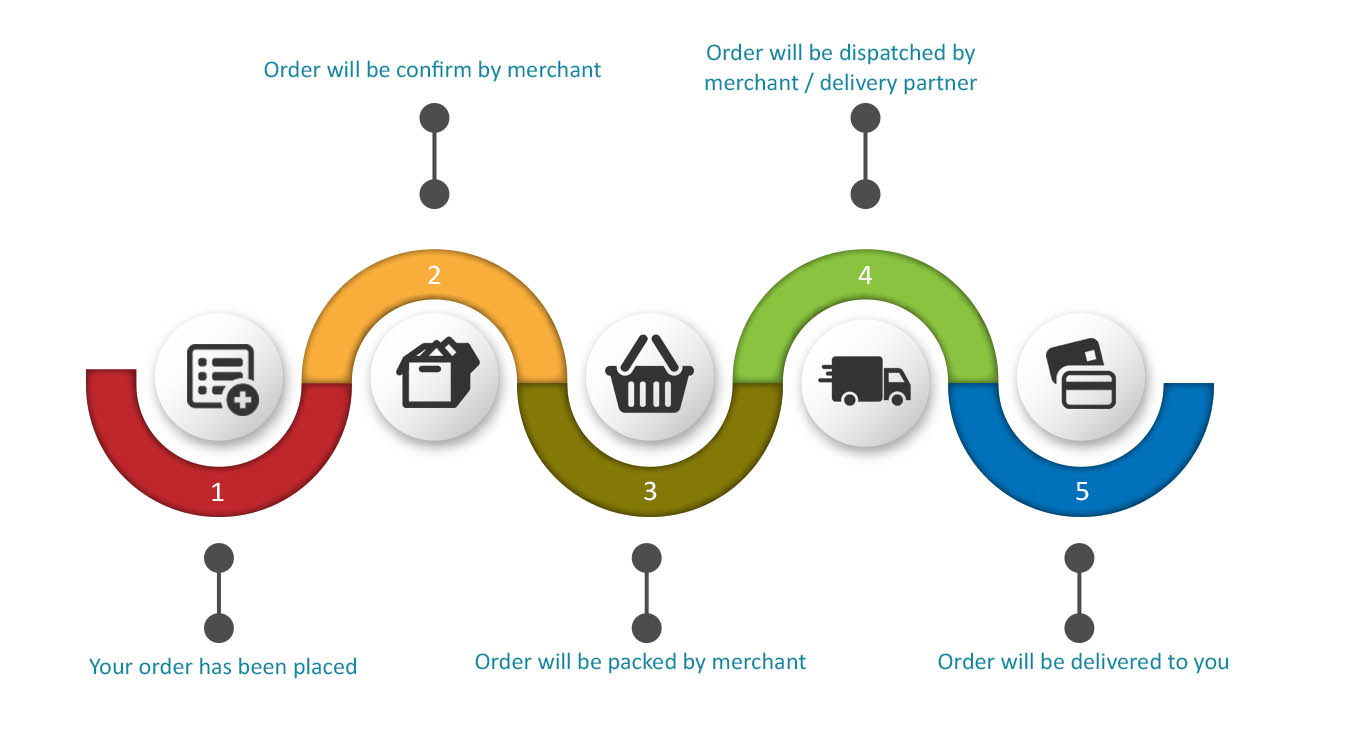 Order will be confirm by merchant
Order will be dispatched by
merchant / delivery partner
2
4
1
3
5
Your order has been placed
Order will be packed by merchant
Order will be delivered to you